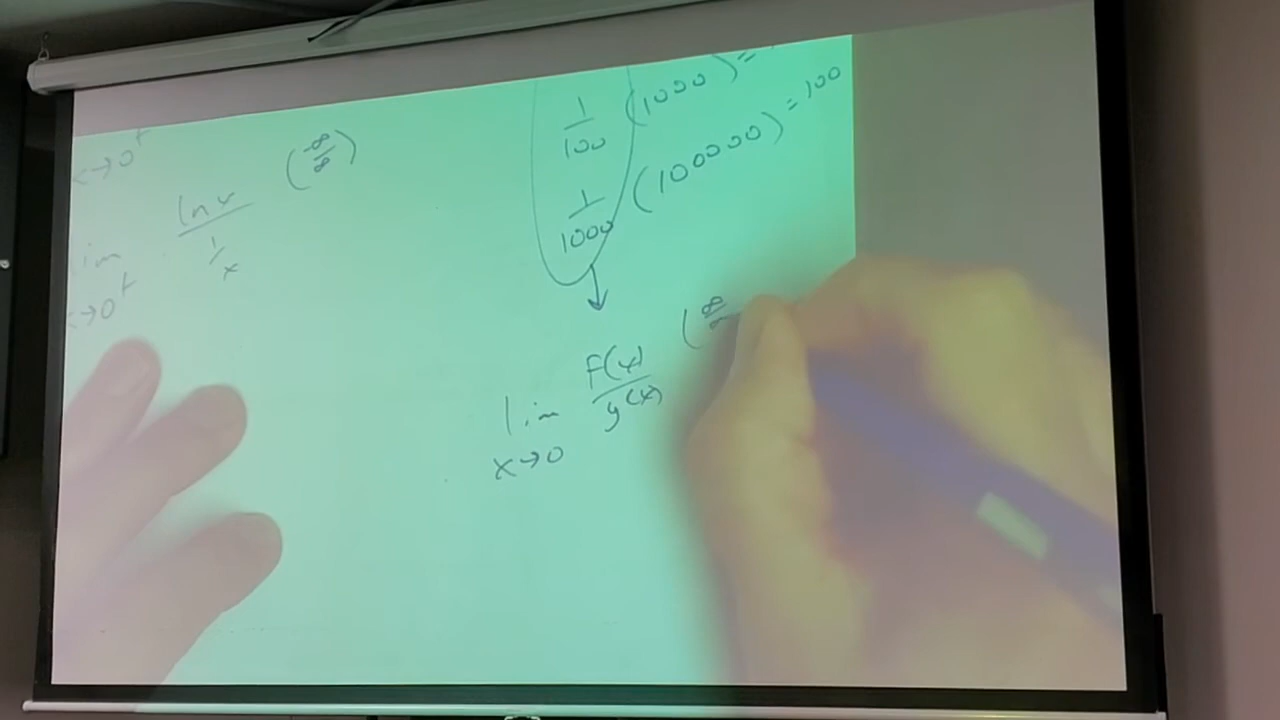 x→0⁺
ln x / (1/x) (-∞/∞)
lim x→0⁺
1/100 (1000) =
1/1000 (100000) = 100
lim x→0 f(x)/g(x) (∞/∞